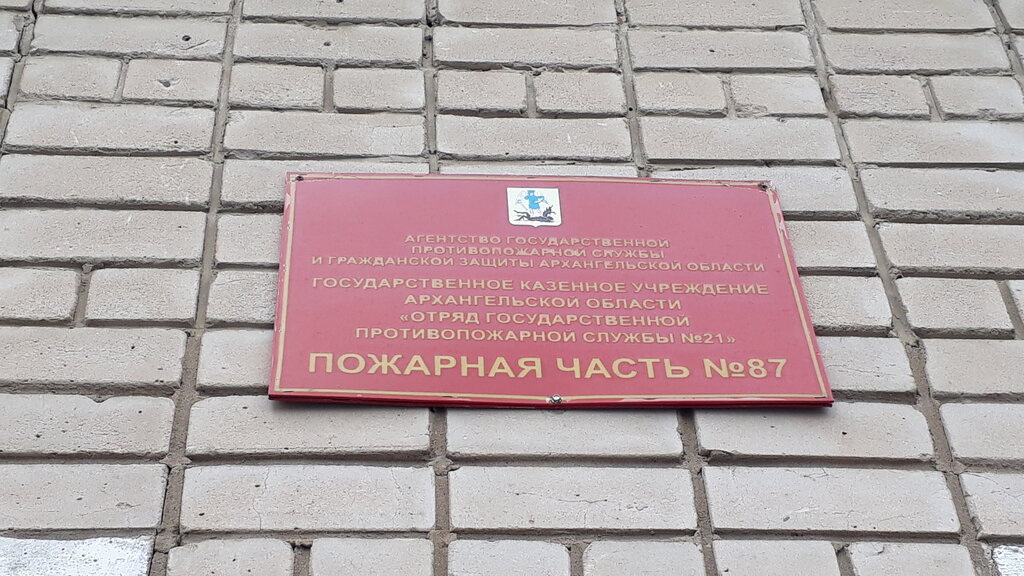 АГЕНТСТВО ГОСУДАРСТВЕННОЙ
ПРОТИВОПОЖАРНОЙ СЛУЖБЫ
И ГРАЖДАНСКОЙ ЗАЩИТЫ АРХАНГЕЛЬСКОЙ ОБЛАСТИ
ГОСУДАРСТВЕННОЕ КАЗЕННОЕ УЧРЕЖДЕНИЕ
АРХАНГЕЛЬСКОЙ ОБЛАСТИ
«ОТРЯД ГОСУДАРСТВЕННОЙ
ПРОТИВОПОЖАРНОЙ СЛУЖБЫ №21»
ПОЖАРНАЯ ЧАСТЬ №87